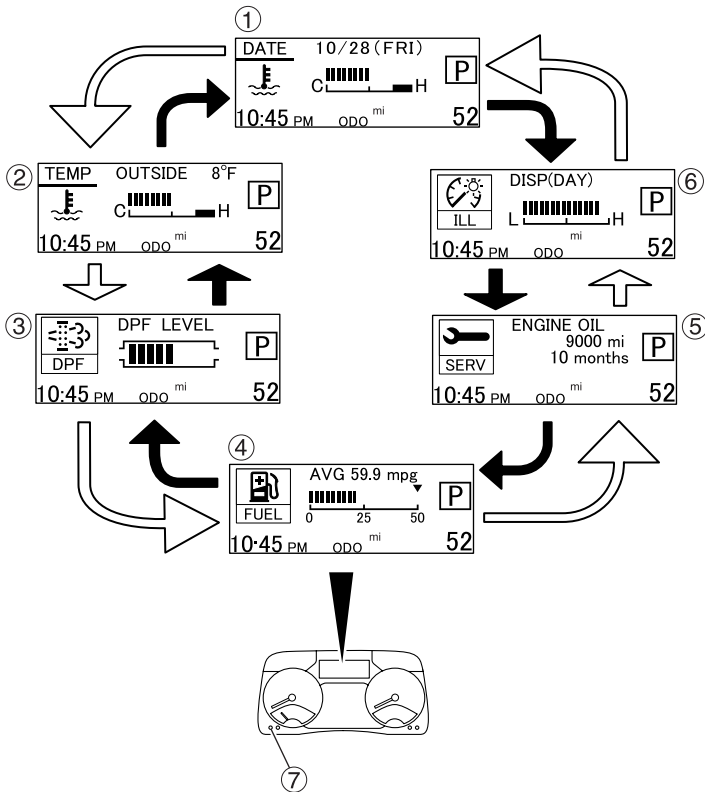 ①
DATE 10/28(FRI)
C H P
10:45 PM ODO mi 52
②
TEMP OUTSIDE 8°F
C H P
10:45 PM ODO mi 52
⑥
DISP(DAY)
ILL L H P
10:45 PM ODO mi 52
③
DPF LEVEL
DPF P
10:45 PM ODO mi 52
⑤
ENGINE OIL
9000 mi
10 months
SERV P
10:45 PM ODO mi 52
④
AVG 59.9 mpg
FUEL P
0 25 50
10:45 PM ODO mi 52
⑦